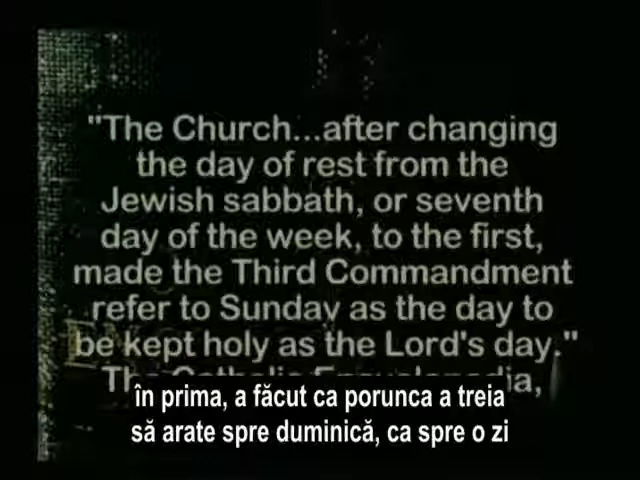 "The Church...after changing
the day of rest from the
Jewish sabbath, or seventh
day of the week, to the first,
made the Third Commandment
refer to Sunday as the day to
be kept holy as the Lord's day."
în prima, a făcut ca porunca a treia
să arate spre duminică, ca spre o zi